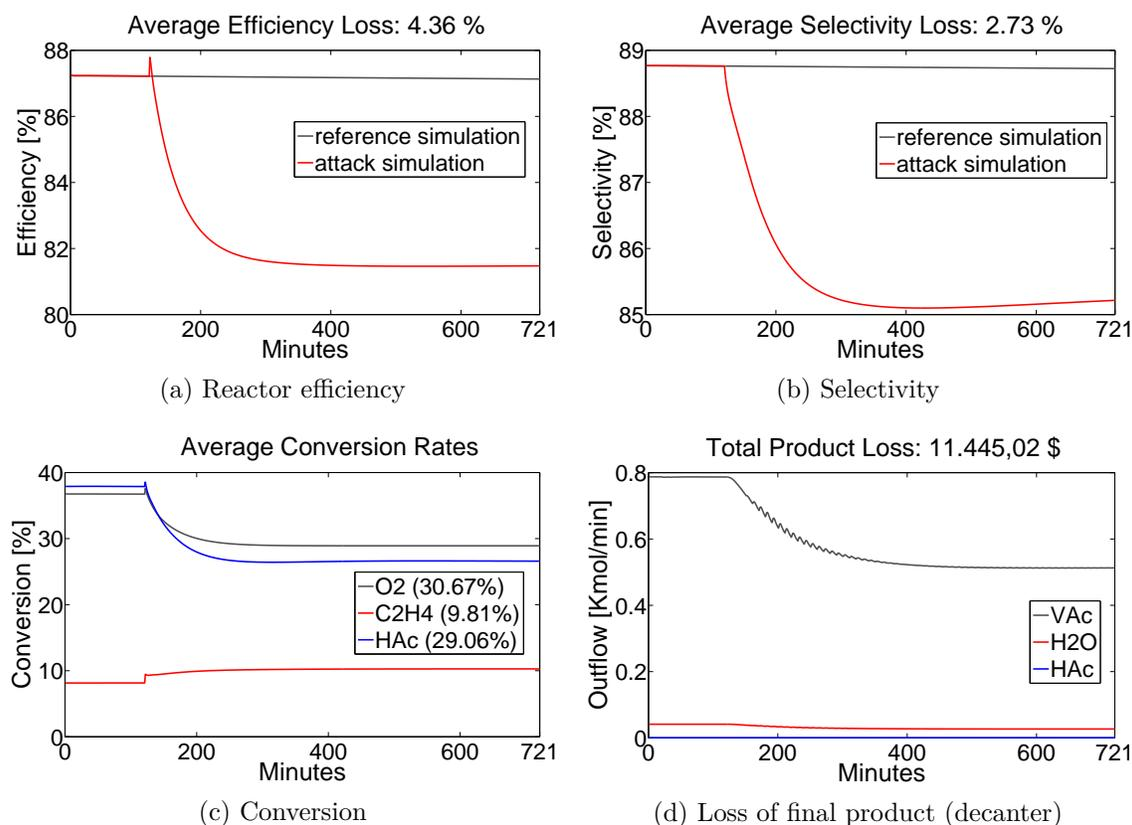 Average Efficiency Loss: 4.36 %
88
86
84
82
80
Efficiency [%]
reference simulation
attack simulation
0
200
400
600
721
Minutes
(a) Reactor efficiency
Average Selectivity Loss: 2.73 %
89
88
87
86
85
Selectivity [%]
reference simulation
attack simulation
0
200
400
600
721
Minutes
(b) Selectivity
Average Conversion Rates
40
30
20
10
0
Conversion [%]
O2 (30.67%)
C2H4 (9.81%)
HAc (29.06%)
0
200
400
600
721
Minutes
(c) Conversion
Total Product Loss: 11.445,02 $
0.8
0.6
0.4
0.2
0
Outflow [Kmol/min]
VAc
H2O
HAc
0
200
400
600
721
Minutes
(d) Loss of final product (decanter)